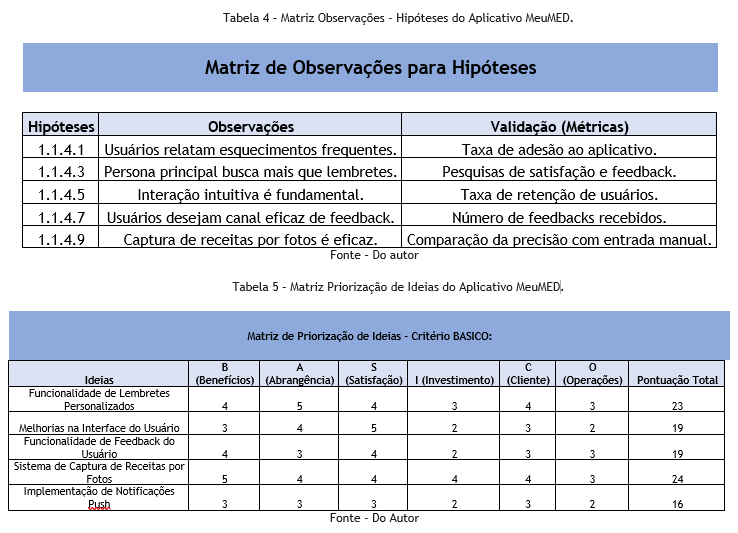 Tabela 4 – Matriz Observações - Hipóteses do Aplicativo MeuMED.
Matriz de Observações para Hipóteses
Hipóteses Observações Validação (Métricas)
1.1.4.1 Usuários relatam esquecimentos frequentes. Taxa de adesão ao aplicativo.
1.1.4.3 Persona principal busca mais que lembretes. Pesquisas de satisfação e feedback.
1.1.4.5 Interação intuitiva é fundamental. Taxa de retenção de usuários.
1.1.4.7 Usuários desejam canal eficaz de feedback. Número de feedbacks recebidos.
1.1.4.9 Captura de receitas por fotos é eficaz. Comparação da precisão com entrada manual.
Fonte – Do autor
Tabela 5 – Matriz Priorização de Ideias do Aplicativo MeuMED.
Matriz de Priorização de Ideias – Critério BASICO:
B A S C O
Ideias (Benefícios) (Abrangência) (Satisfação) I (Investimento) (Cliente) (Operações) Pontuação Total
Funcionalidade de Lembretes
Personalizados 4 5 4 3 4 3 23
Melhorias na Interface do Usuário 3 4 5 2 3 2 19
Funcionalidade de Feedback do
Usuário 4 3 4 2 3 3 19
Sistema de Captura de Receitas por
Fotos 5 4 4 4 4 3 24
Implementação de Notificações
Push 3 3 3 2 3 2 16
Fonte – Do Autor